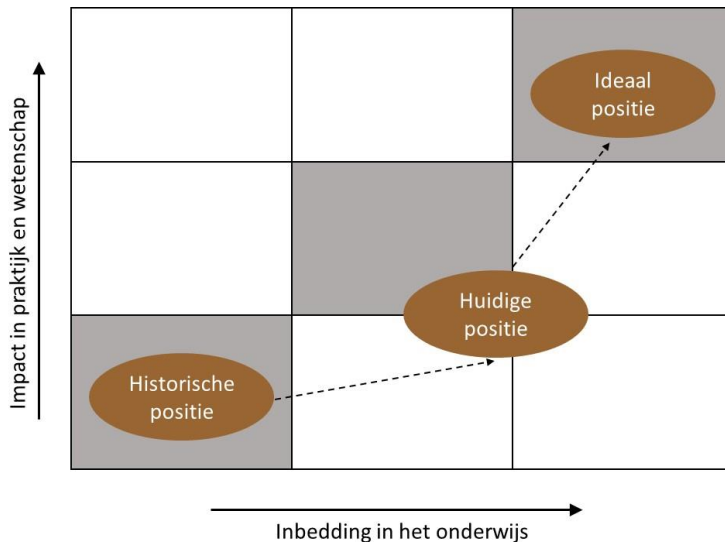 Impact in praktijk en wetenschap
Ideaal
positie
Huidige
positie
Historische
positie
Inbedding in het onderwijs